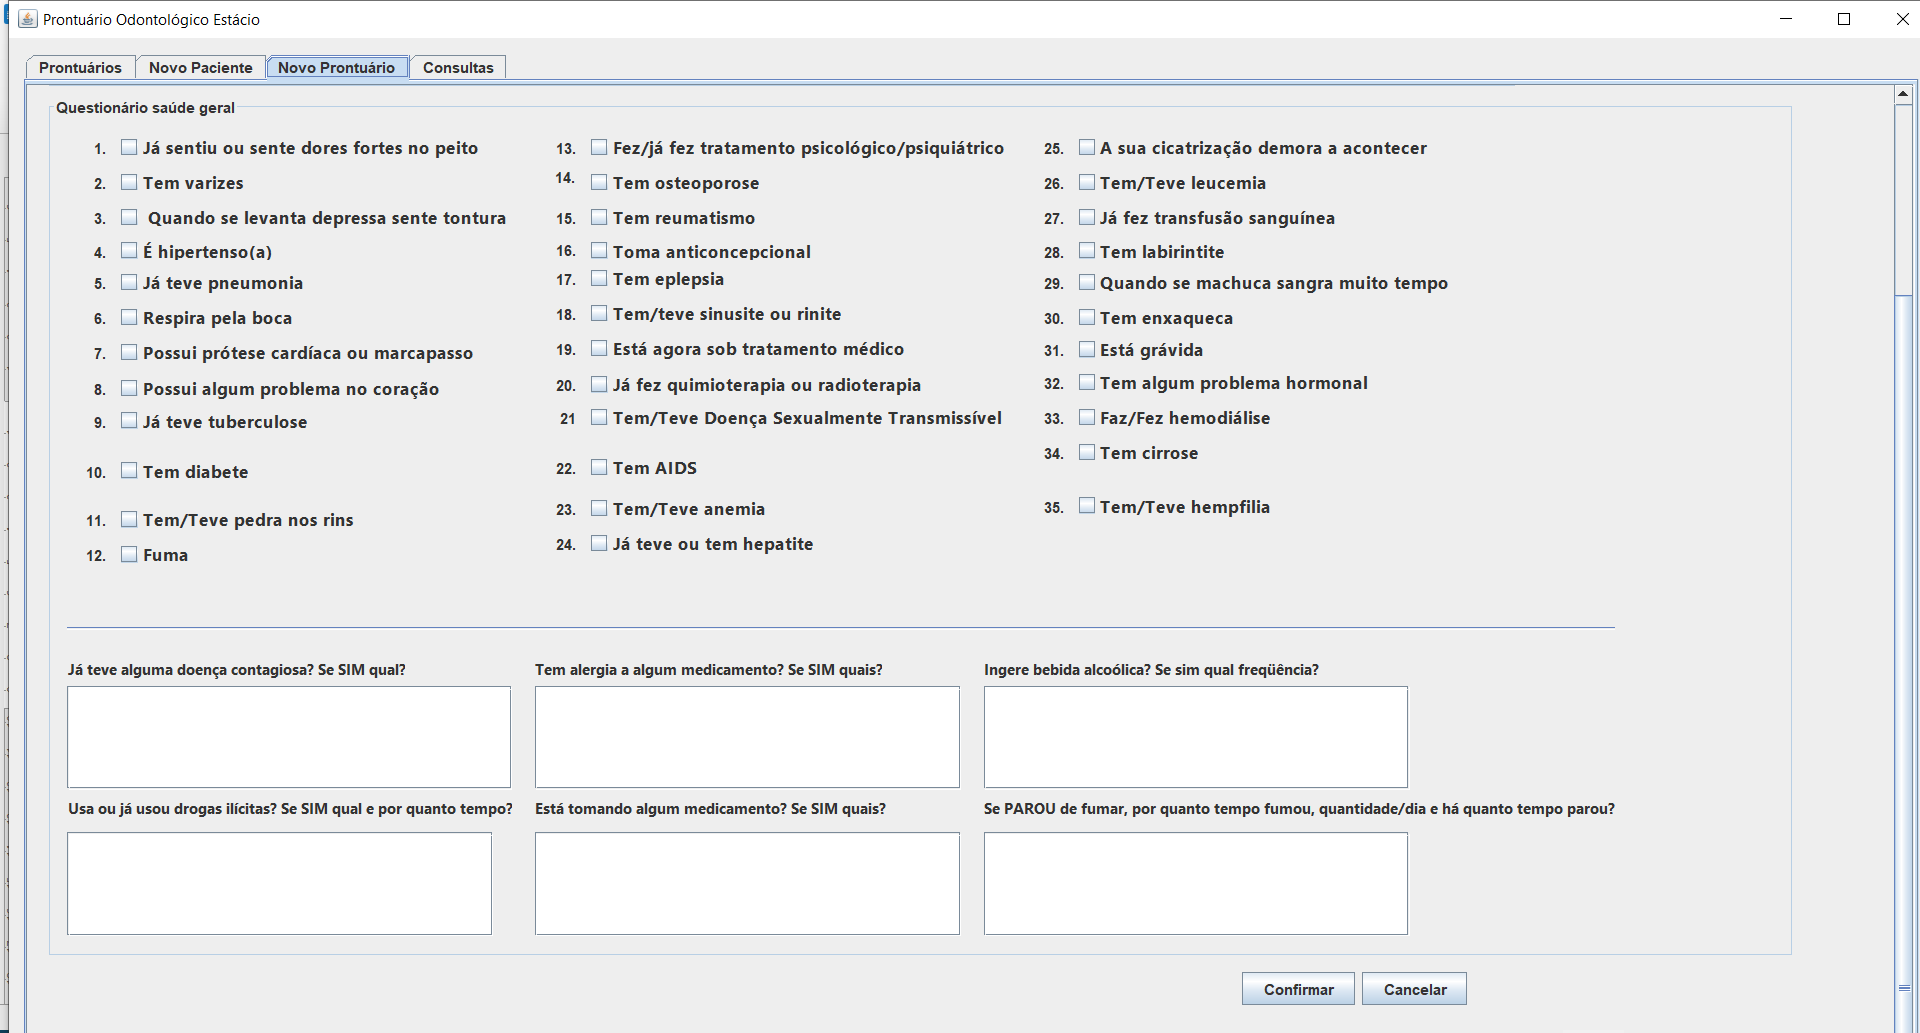 Prontuário Odontológico Estácio
Prontuários
Novo Paciente
Novo Prontuário
Consultas
Questionário saúde geral
1. Já sentiu ou sente dores fortes no peito
2. Tem varizes
3. Quando se levanta depressa sente tontura
4. É hipertenso(a)
5. Já teve pneumonia
6. Respira pela boca
7. Possui prótese cardíaca ou marcapasso
8. Possui algum problema no coração
9. Já teve tuberculose
10. Tem diabete
11. Tem/Teve pedra nos rins
12. Fuma
13. Fez/já fez tratamento psicológico/psiquiátrico
14. Tem osteoporose
15. Tem reumatismo
16. Toma anticoncepcional
17. Tem eplepsia
18. Tem/teve sinusite ou rinite
19. Está agora sob tratamento médico
20. Já fez quimioterapia ou radioterapia
21 Tem/Teve Doença Sexualmente Transmissível
22. Tem AIDS
23. Tem/Teve anemia
24. Já teve ou tem hepatite
25. A sua cicatrização demora a acontecer
26. Tem/Teve leucemia
27. Já fez transfusão sanguínea
28. Tem labirintite
29. Quando se machuca sangra muito tempo
30. Tem enxaqueca
31. Está grávida
32. Tem algum problema hormonal
33. Faz/Fez hemodiálise
34. Tem cirrose
35. Tem/Teve hempfilia
Já teve alguma doença contagiosa? Se SIM qual?
Tem alergia a algum medicamento? Se SIM quais?
Ingere bebida alcoólica? Se sim qual freqüência?
Usa ou já usou drogas ilícitas? Se SIM qual e por quanto tempo?
Está tomando algum medicamento? Se SIM quais?
Se PAROU de fumar, por quanto tempo fumou, quantidade/dia e há quanto tempo parou?
Confirmar
Cancelar